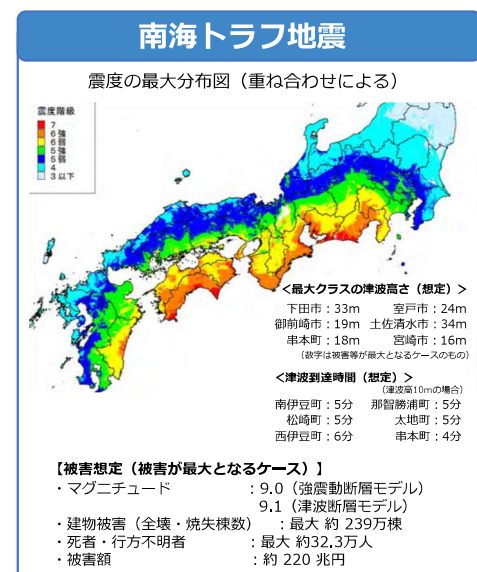 南海トラフ地震
震度の最大分布図（重ね合わせによる）
震度階級
7
6強
6弱
5強
5弱
4
3以下
＜最大クラスの津波高さ（想定）＞
下田市：33m 室戸市：24m
御前崎市：19m 土佐清水市：34m
串本町：18m 宮崎市：16m
（数字は被害等が最大となるケースのもの）
＜津波到達時間（想定）＞
（津波高10mの場合）
南伊豆町：5分 那智勝浦町：5分
松崎町：5分 太地町：5分
西伊豆町：6分 串本町：4分
【被害想定（被害が最大となるケース）】
・マグニチュード ：9.0（強震動断層モデル）
9.1（津波断層モデル）
・建物被害（全壊・焼失棟数） ：最大 約 239万棟
・死者・行方不明者 ：最大 約32.3万人
・被害額 ：約 220 兆円